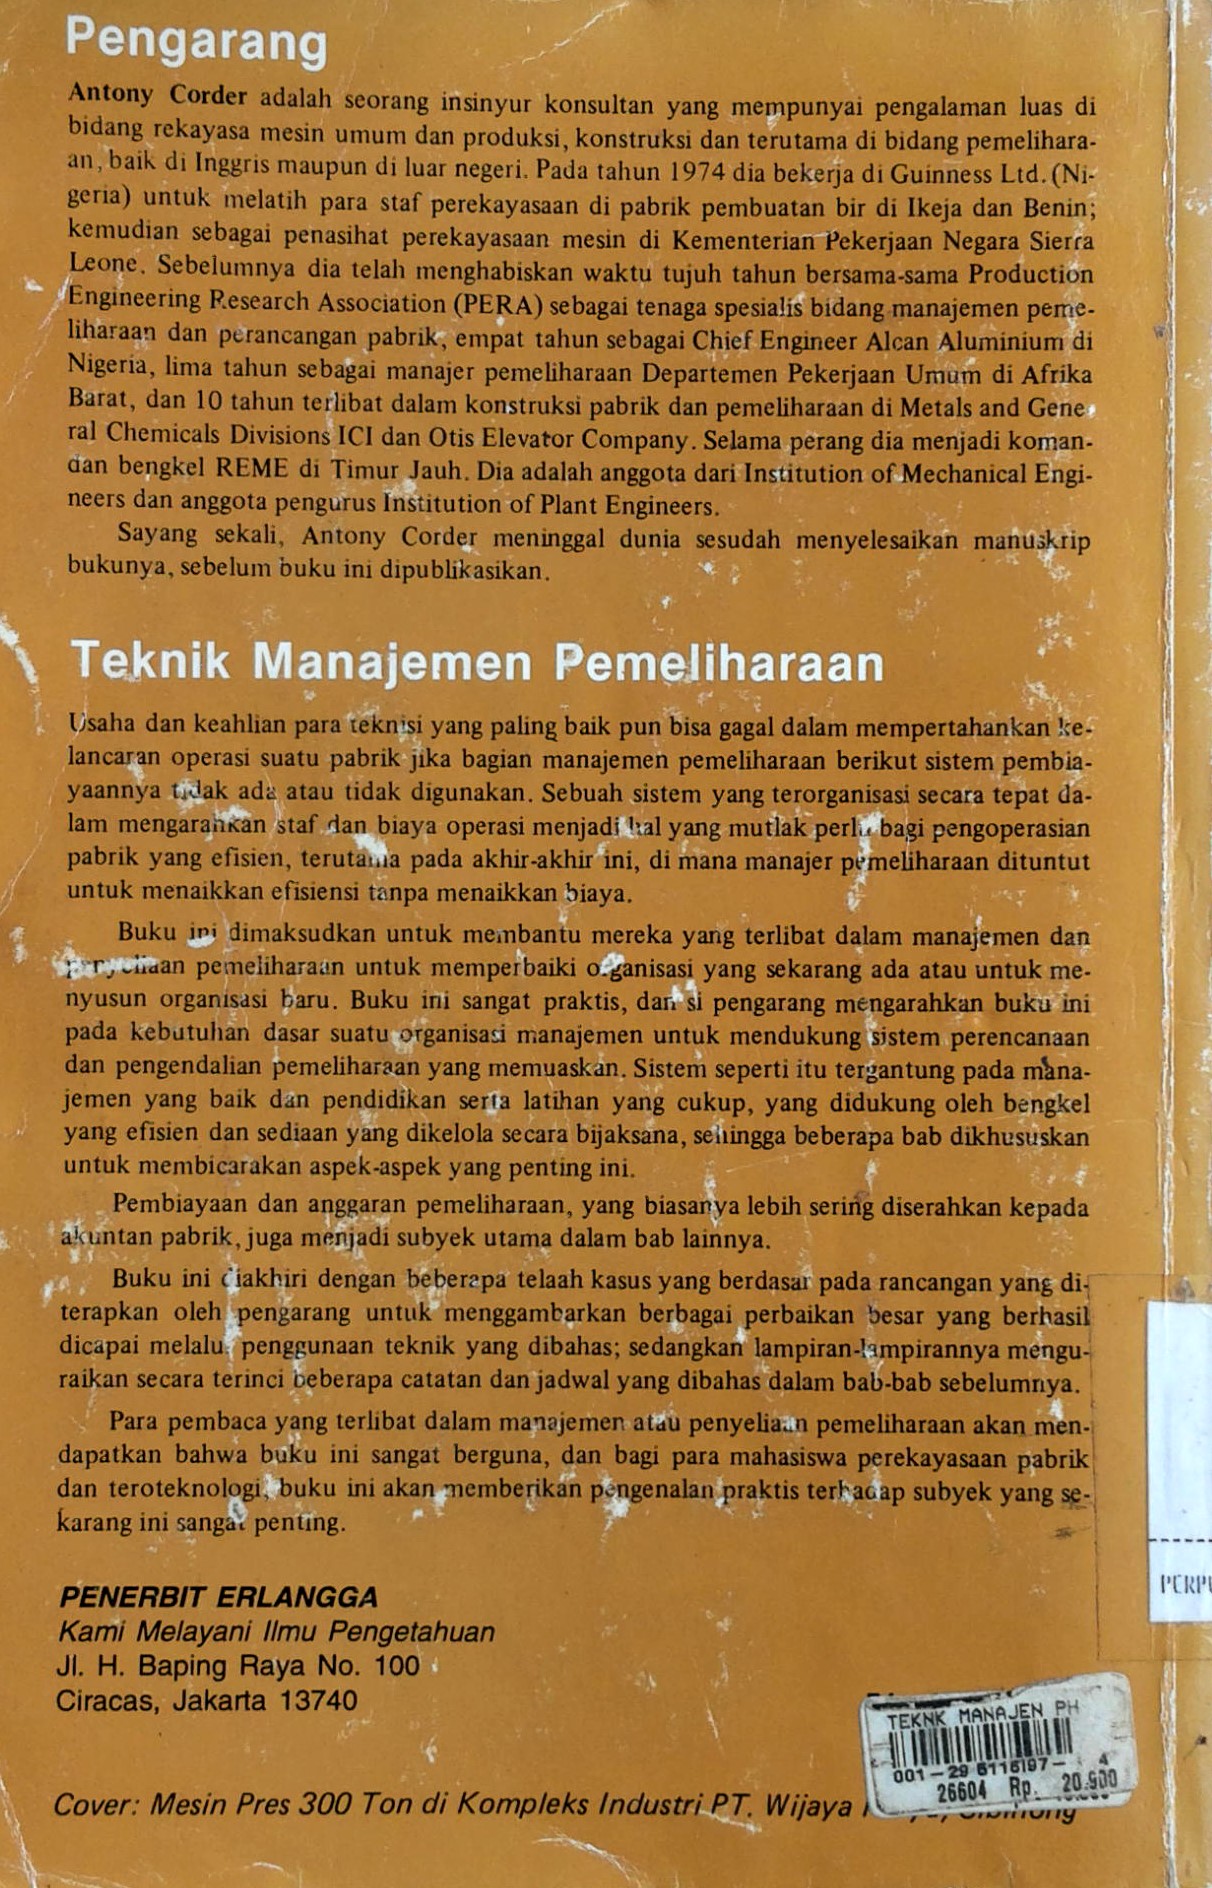 Pengarang
Antony Corder adalah seorang insinyur konsultan yang mempunyai pengalaman luas di
bidang rekayasa mesin umum dan produksi, konstruksi dan terutama di bidang pemelihara-
an, baik di Inggris maupun di luar negeri. Pada tahun 1974 dia bekerja di Guinness Ltd. (Ni-
geria) untuk melatih para staf perekayasaan di pabrik pembuatan bir di Ikeja dan Benin;
kemudian sebagai penasihat perekayasaan mesin di Kementerian Pekerjaan Negara Sierra
Leone. Sebelumnya dia telah menghabiskan waktu tujuh tahun bersama-sama Production
Engineering Research Association (PERA) sebagai tenaga spesialis bidang manajemen peme-
liharaan dan perancangan pabrik, empat tahun sebagai Chief Engineer Alcan Aluminium di
Nigeria, lima tahun sebagai manajer pemeliharaan Departemen Pekerjaan Umum di Afrika
Barat, dan 10 tahun terlibat dalam konstruksi pabrik dan pemeliharaan di Metals and Gene
ral Chemicals Divisions ICI dan Otis Elevator Company. Selama perang dia menjadi koman-
dan bengkel REME di Timur Jauh. Dia adalah anggota dari Institution of Mechanical Engi-
neers dan anggota pengurus Institution of Plant Engineers.
Sayang sekali, Antony Corder meninggal dunia sesudah menyelesaikan manuskrip
bukunya, sebelum buku ini dipublikasikan.
Teknik Manajemen Pemeliharaan
Usaha dan keahlian para teknisi yang paling baik pun bisa gagal dalam mempertahankan ke-
lancaran operasi suatu pabrik jika bagian manajemen pemeliharaan berikut sistem pembia-
yaannya tidak ada atau tidak digunakan. Sebuah sistem yang terorganisasi secara tepat da-
lam mengarahkan staf dan biaya operasi menjadi hal yang mutlak perlu bagi pengoperasian
pabrik yang efisien, terutama pada akhir-akhir ini, di mana manajer pemeliharaan dituntut
untuk menaikkan efisiensi tanpa menaikkan biaya.
Buku ini dimaksudkan untuk membantu mereka yang terlibat dalam manajemen dan
penyeliaan pemeliharaan untuk memperbaiki organisasi yang sekarang ada atau untuk me-
nyusun organisasi baru. Buku ini sangat praktis, dan si pengarang mengarahkan buku ini
pada kebutuhan dasar suatu organisasi manajemen untuk mendukung sistem perencanaan
dan pengendalian pemeliharaan yang memuaskan. Sistem seperti itu tergantung pada mana-
jemen yang baik dan pendidikan serta latihan yang cukup, yang didukung oleh bengkel
yang efisien dan sediaan yang dikelola secara bijaksana, sehingga beberapa bab dikhususkan
untuk membicarakan aspek-aspek yang penting ini.
Pembiayaan dan anggaran pemeliharaan, yang biasanya lebih sering diserahkan kepada
akuntan pabrik, juga menjadi subyek utama dalam bab lainnya.
Buku ini diakhiri dengan beberapa telaah kasus yang berdasar pada rancangan yang di-
terapkan oleh pengarang untuk menggambarkan berbagai perbaikan besar yang berhasil
dicapai melalui penggunaan teknik yang dibahas; sedangkan lampiran-lampirannya mengu-
raikan secara terinci beberapa catatan dan jadwal yang dibahas dalam bab-bab sebelumnya.
Para pembaca yang terlibat dalam manajemen atau penyeliaan pemeliharaan akan men-
dapatkan bahwa buku ini sangat berguna, dan bagi para mahasiswa perekayasaan pabrik
dan teroteknologi, buku ini akan memberikan pengenalan praktis terhadap subyek yang se-
karang ini sangat penting.
PENERBIT ERLANGGA
Kami Melayani Ilmu Pengetahuan
Jl. H. Baping Raya No. 100
Ciracas, Jakarta 13740
TEKNK MANAJEN PH
001-29 6116197- 4
26604 Rp. 20.900
Cover: Mesin Pres 300 Ton di Kompleks Industri PT. Wijaya